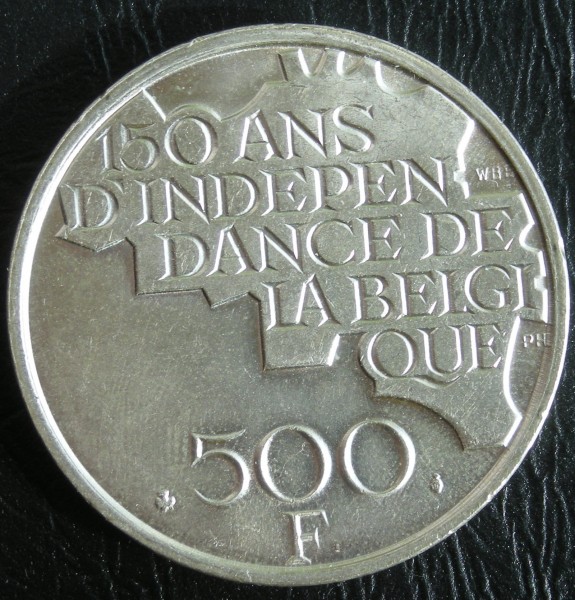 150 ANS
D'INDEPEN
DANCE DE
LA BELGI
QUE
500
F